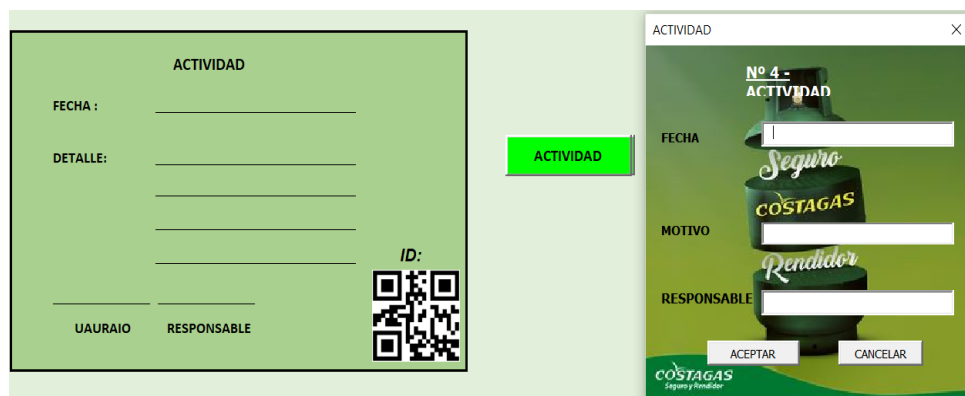 ACTIVIDAD
FECHA :
DETALLE:
ID:
UAURAIO RESPONSABLE
ACTIVIDAD
ACTIVIDAD
Nº 4 -
ACTIVIDAD
FECHA
Seguro
COSTAGAS
MOTIVO
Rendidor
RESPONSABLE
ACEPTAR CANCELAR
COSTAGAS
Seguro y Rendidor